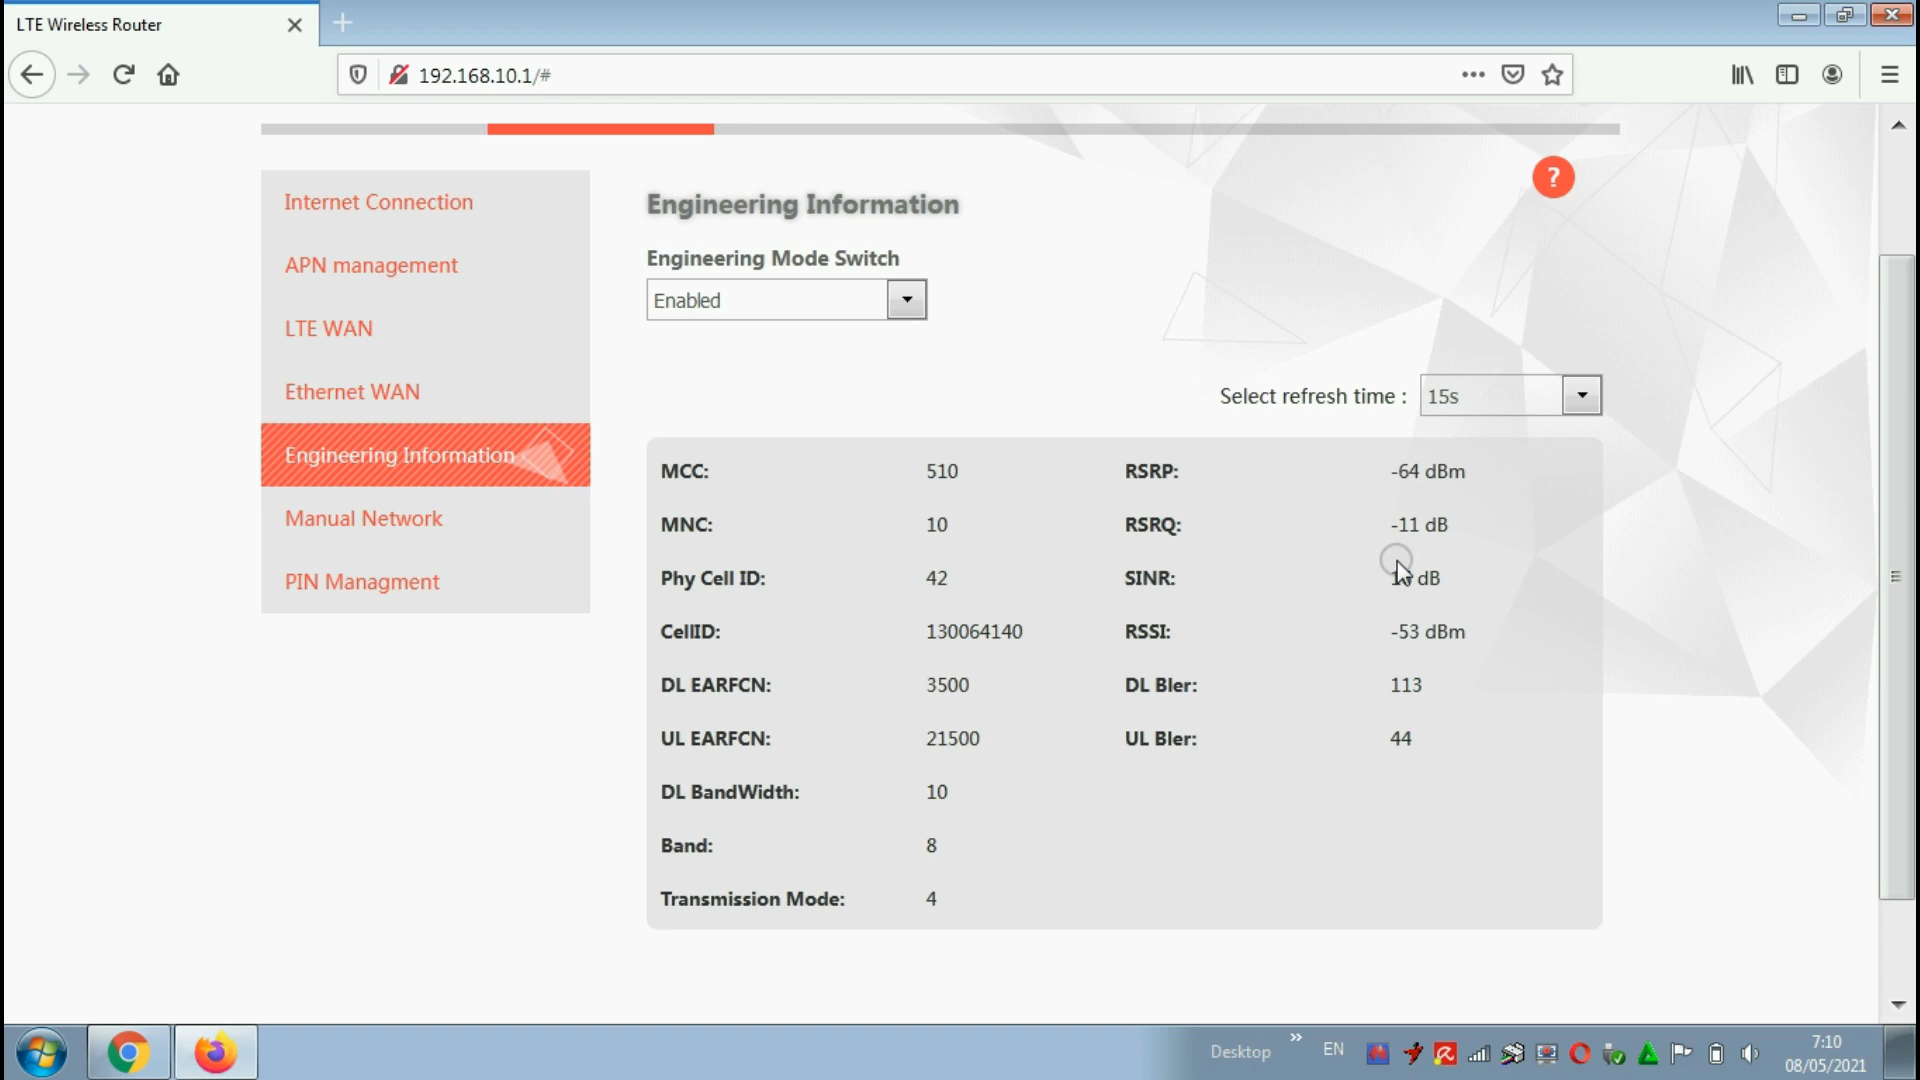 LTE Wireless Router
192.168.10.1/#
Internet Connection
APN management
LTE WAN
Ethernet WAN
Engineering Information
Manual Network
PIN Managment
Engineering Information
?
Engineering Mode Switch
Enabled
Select refresh time : 15s
MCC: 510 RSRP: -64 dBm
MNC: 10 RSRQ: -11 dB
Phy Cell ID: 42 SINR: dB
CellID: 130064140 RSSI: -53 dBm
DL EARFCN: 3500 DL Bler: 113
UL EARFCN: 21500 UL Bler: 44
DL BandWidth: 10
Band: 8
Transmission Mode: 4
Desktop » EN 7:10
08/05/2021